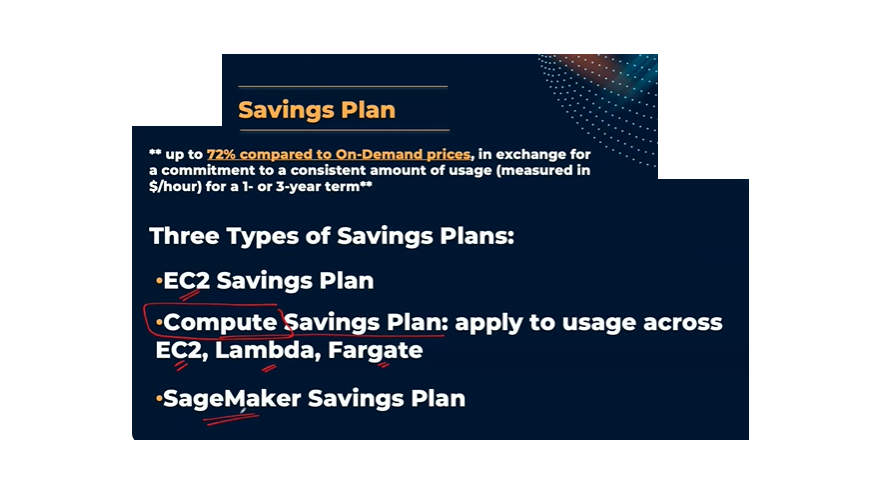 Savings Plan
** up to 72% compared to On-Demand prices, in exchange for
a commitment to a consistent amount of usage (measured in
$/hour) for a 1- or 3-year term**
Three Types of Savings Plans:
•EC2 Savings Plan
•Compute Savings Plan: apply to usage across
EC2, Lambda, Fargate
•SageMaker Savings Plan